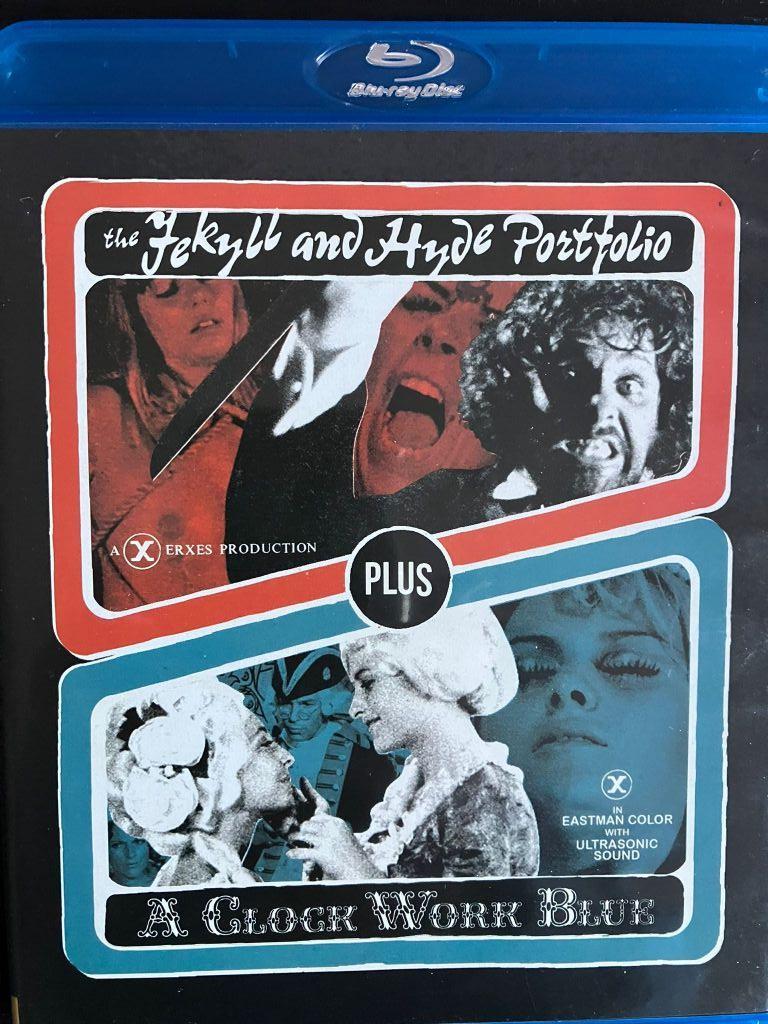 Blu-ray Disc
the Jekyll and Hyde Portfolio
A X ERXES PRODUCTION
PLUS
X
IN
EASTMAN COLOR
WITH
ULTRASONIC
SOUND
A CLOCK WORK BLUE